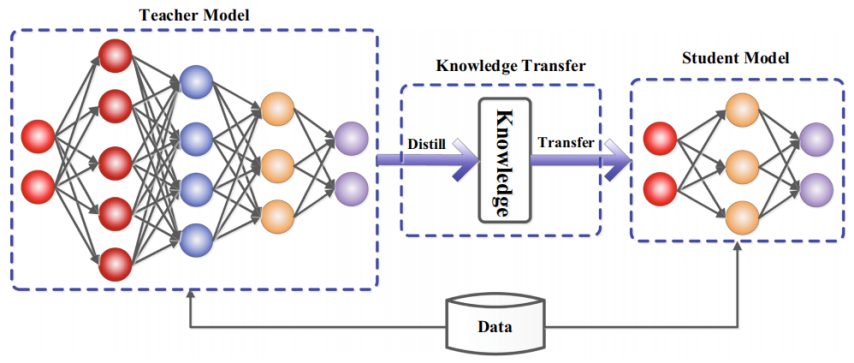 Teacher Model
Knowledge Transfer
Student Model
Distill
Knowledge
Transfer
Data